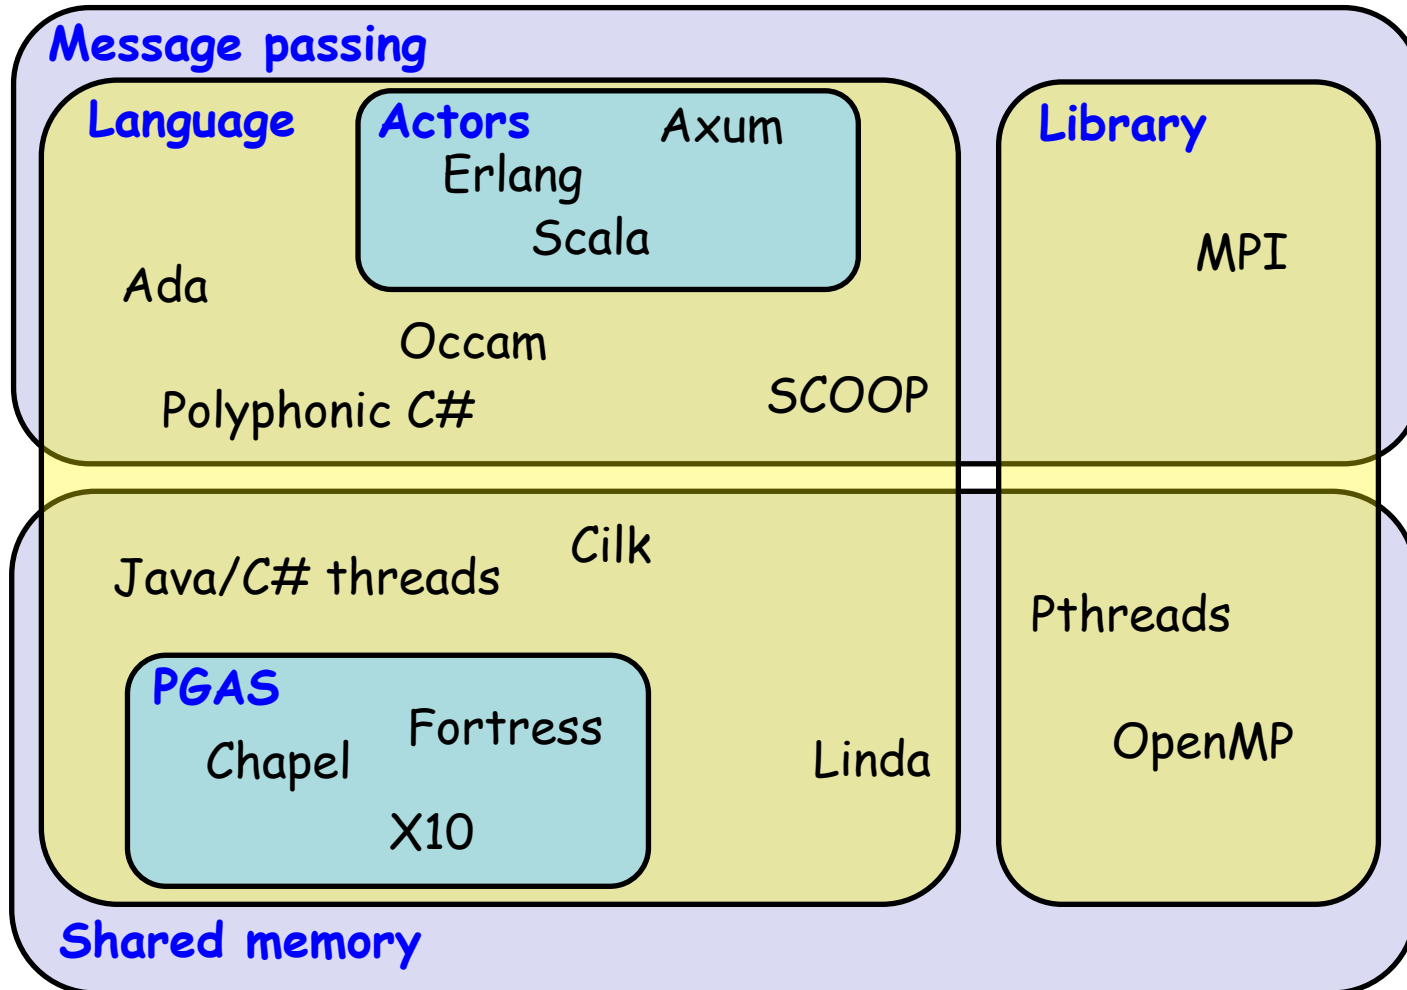 Message passing
Language
Actors
Axum
Erlang
Scala
Ada
Occam
Polyphonic C#
SCOOP
Library
MPI
Java/C# threads
Cilk
PGAS
Fortress
Chapel
X10
Linda
Pthreads
OpenMP
Shared memory